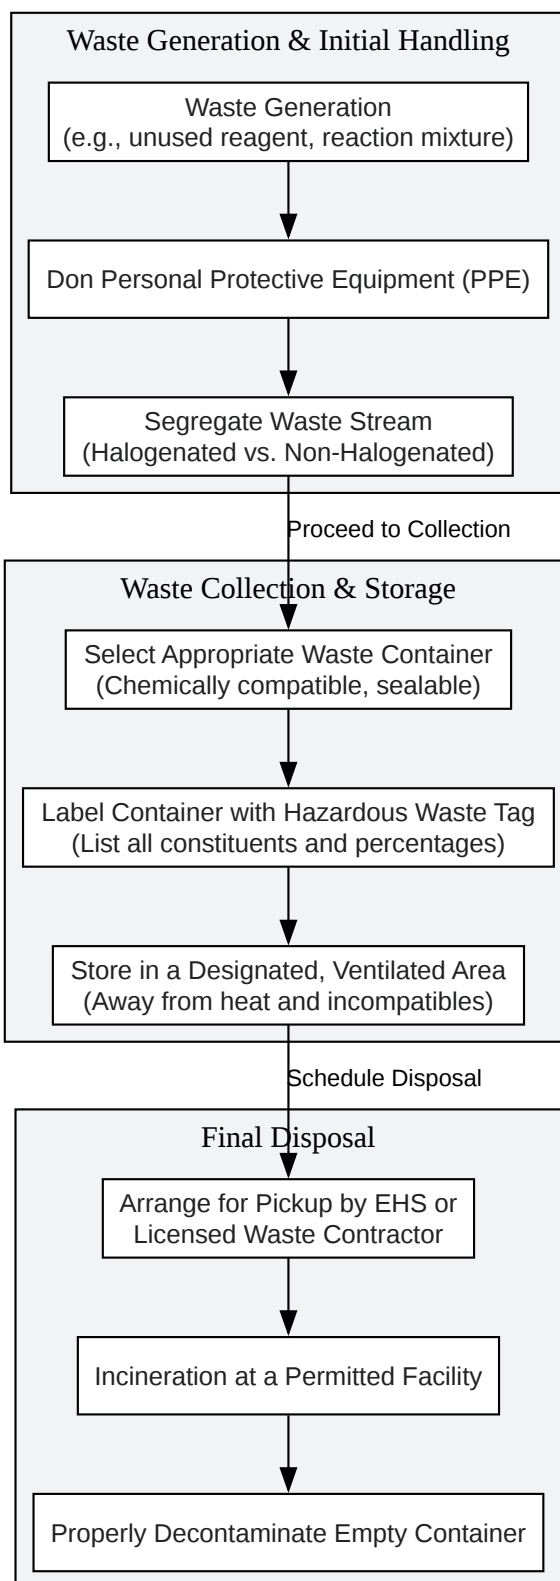 Waste Generation & Initial Handling
Waste Generation
(e.g., unused reagent, reaction mixture)
Don Personal Protective Equipment (PPE)
Segregate Waste Stream
(Halogenated vs. Non-Halogenated)
Proceed to Collection
Waste Collection & Storage
Select Appropriate Waste Container
(Chemically compatible, sealable)
Label Container with Hazardous Waste Tag
(List all constituents and percentages)
Store in a Designated, Ventilated Area
(Away from heat and incompatibles)
Schedule Disposal
Final Disposal
Arrange for Pickup by EHS or
Licensed Waste Contractor
Incineration at a Permitted Facility
Properly Decontaminate Empty Container